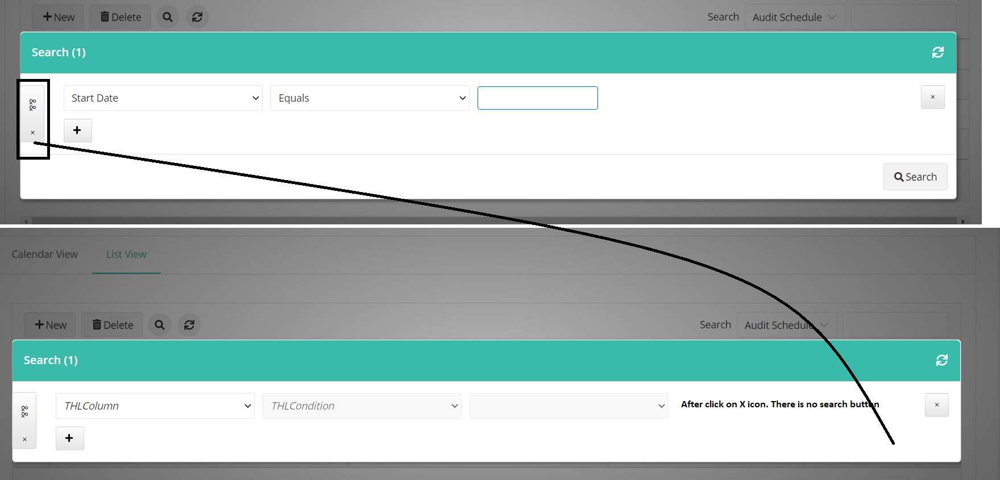 New Delete Search Audit Schedule
Search (1)
&& Start Date Equals ×
× +
Search
Calendar View List View
New Delete Search Audit Schedule
Search (1)
&& THLColumn THLCondition After click on X icon. There is no search button ×
× +